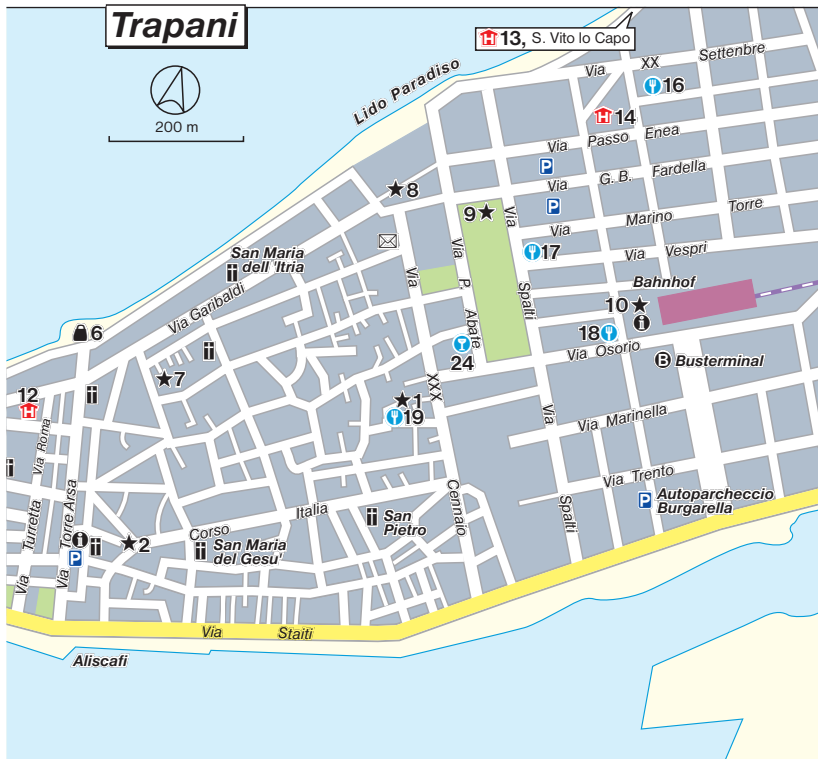 Trapani
200 m
13, S. Vito lo Capo
Lido Paradiso
Via XX Settenbre
16
14
Via Passo Enea
P
Via G. B. Fardella
P
8
9
Via Marino Torre
17
Via Vespri
San Maria
dell 'Itria
Via Garibaldi
Via P. Abate
Via Spalti
Bahnhof
10
i
18
24
Via Osorio
B Busterminal
6
7
12
1
19
Via XXX Cennaio
Via Marinella
Via Spalti
Via Trento
P Autoparcheccio
Burgarella
Via Roma
Via Turretta
Via Torre Arsa
i
P
2
Corso Italia
San
Pietro
San Maria
del Gesu'
Via Staiti
Aliscafi